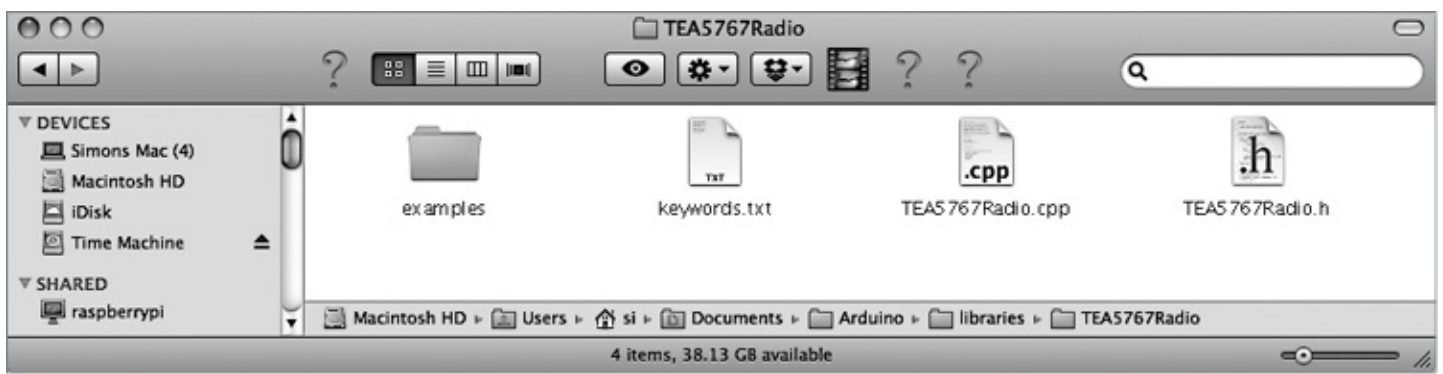 TEA5767Radio
? ? ?
DEVICES
Simons Mac (4)
Macintosh HD
iDisk
Time Machine
SHARED
raspberrypi
TXT
.cpp
.h
examples
keywords.txt
TEA5767Radio.cpp
TEA5767Radio.h
Macintosh HD Users si Documents Arduino libraries TEA5767Radio
4 items, 38.13 GB available